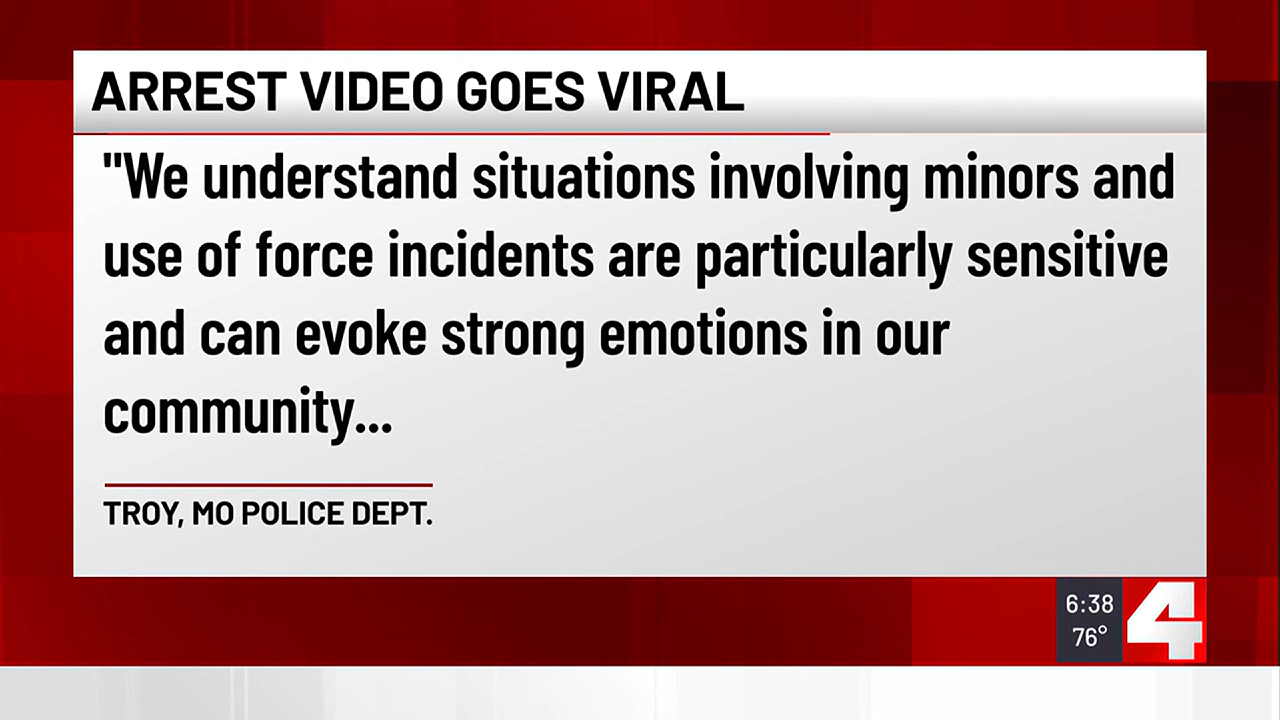 ARREST VIDEO GOES VIRAL
"We understand situations involving minors and
use of force incidents are particularly sensitive
and can evoke strong emotions in our
community...
TROY, MO POLICE DEPT.
6:38
76°
4